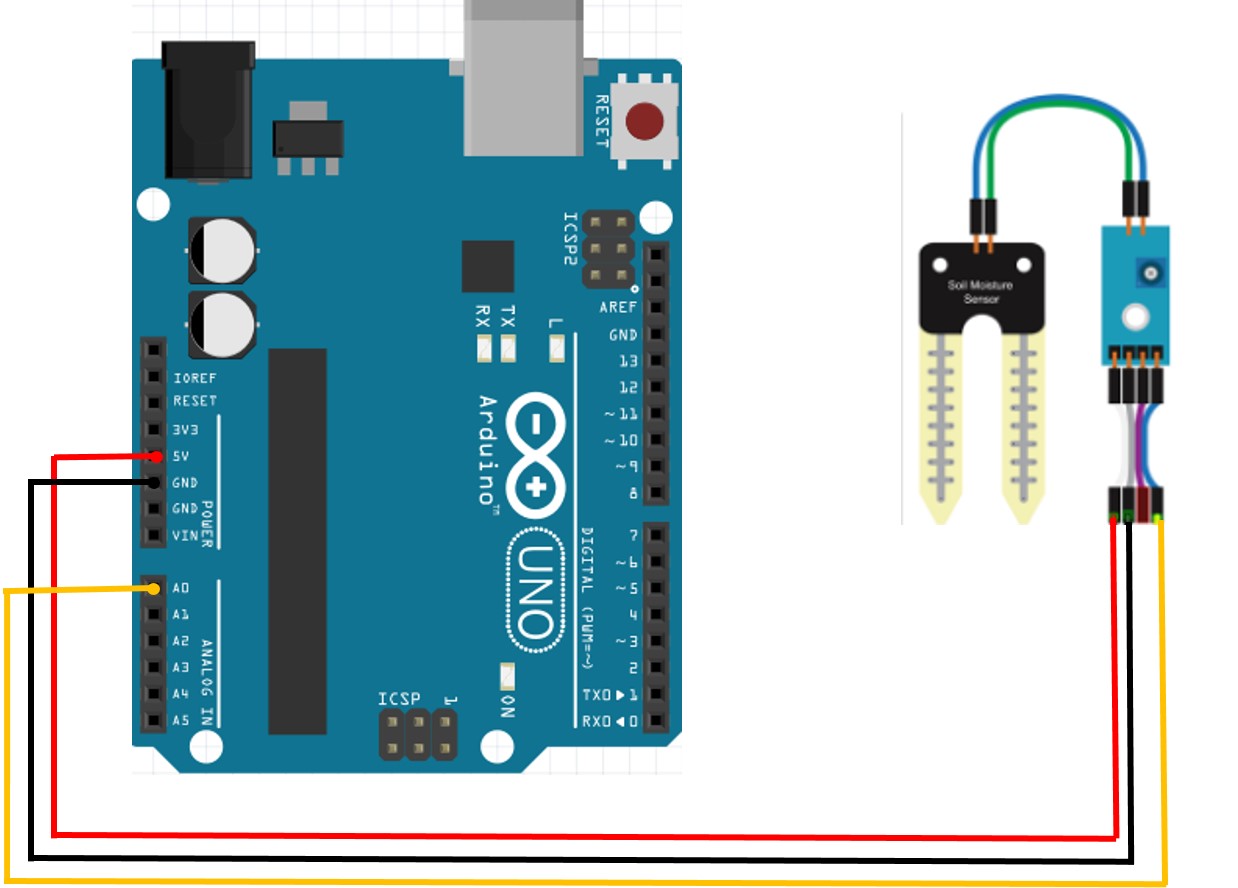 RESET
ICSP2
AREF
GND
13
12
~11
~10
~9
8
RX
TX
L
IOREF
RESET
3V3
5V
GND
GND
VIN
POWER
Arduino™
UNO
7
~6
~5
4
~3
2
TX0▶1
RX0◀0
DIGITAL (PWM=~)
A0
A1
A2
A3
A4
A5
ANALOG IN
ICSP
1
ON
Soil Moisture
Sensor